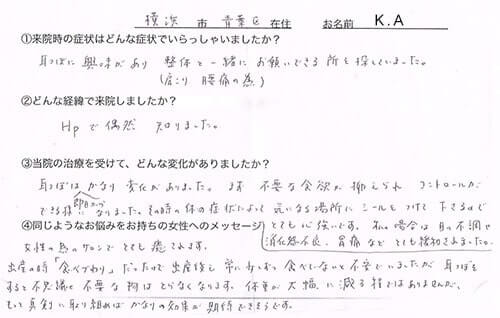 横浜 市 青葉区 在住 お名前 K.A
①来院時の症状はどんな症状でいらっしゃいましたか?
耳つぼに興味があり 整体と一緒にお願いできる所を探していました。
(肩こり 腰痛の為)
②どんな経緯で来院しましたか?
Hpで偶然 知りました。
③当院の治療を受けて、どんな変化がありましたか?
耳つぼはかなり変化がありました。まず 不要な食欲が抑えられ コントロールが
即日から
できる様になりました。その時の体の症状によって 気になる場所にシールをつけて下さるので
④同じようなお悩みをお持ちの女性へのメッセージ
とても心強いです。私の場合は目の不調や
消化器不良、胃痛など とても緩和されました。
女性の為のサロンでとても癒されます。
出産の時「食べづわり」だったので出産後も常に食べていないと不安でいましたが 耳つぼを
すると不思議と不要な物はとらなくなります。体重が大幅に減る程ではありませんが、
もっと真剣に取り組めばかなりの効果が期待できそうです。